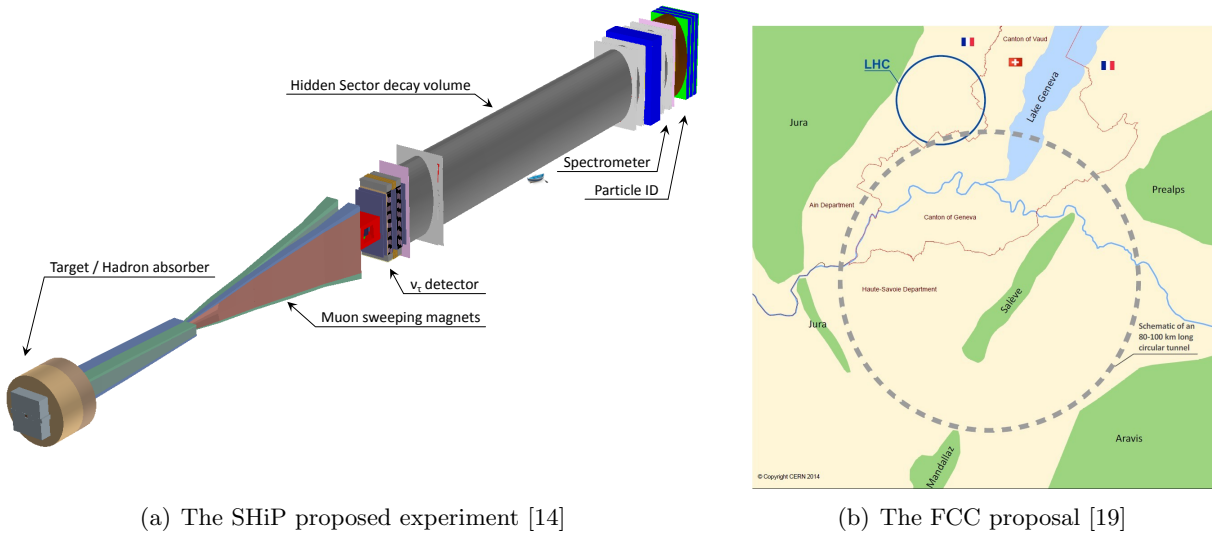 Hidden Sector decay volume
Spectrometer
Particle ID
Target / Hadron absorber
ντ detector
Muon sweeping magnets
(a) The SHiP proposed experiment [14]
Canton of Vaud
LHC
Lake Geneva
Jura
Prealps
Ain Department
Canton of Geneva
Haute-Savoie Department
Salève
Jura
Schematic of an
80-100 km long
circular tunnel
Aravis
Mandallaz
© Copyright CERN 2014
(b) The FCC proposal [19]